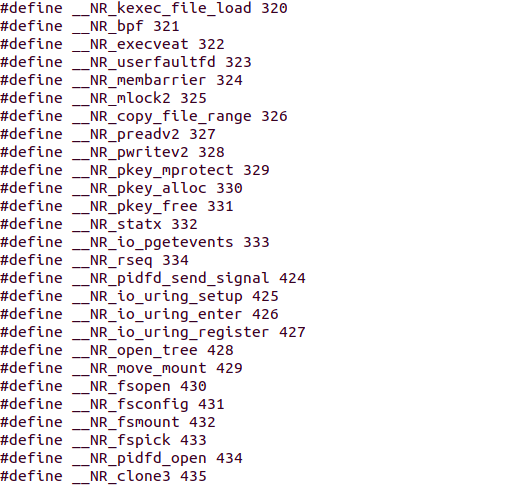 #define __NR_kexec_file_load 320
#define __NR_bpf 321
#define __NR_execveat 322
#define __NR_userfaultfd 323
#define __NR_membarrier 324
#define __NR_mlock2 325
#define __NR_copy_file_range 326
#define __NR_preadv2 327
#define __NR_pwritev2 328
#define __NR_pkey_mprotect 329
#define __NR_pkey_alloc 330
#define __NR_pkey_free 331
#define __NR_statx 332
#define __NR_io_pgetevents 333
#define __NR_rseq 334
#define __NR_pidfd_send_signal 424
#define __NR_io_uring_setup 425
#define __NR_io_uring_enter 426
#define __NR_io_uring_register 427
#define __NR_open_tree 428
#define __NR_move_mount 429
#define __NR_fsopen 430
#define __NR_fsconfig 431
#define __NR_fsmount 432
#define __NR_fspick 433
#define __NR_pidfd_open 434
#define __NR_clone3 435